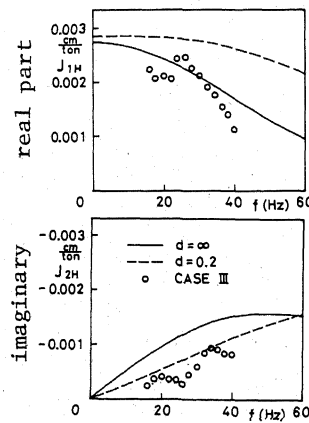 real part
0.003
cm
ton
J1H
0.002
0.001
0
20
40
60
f (Hz)
imaginary
-0.003
cm
ton
J2H
-0.002
-0.001
d = ∞
d = 0.2
CASE III
0
20
40
60
f (Hz)